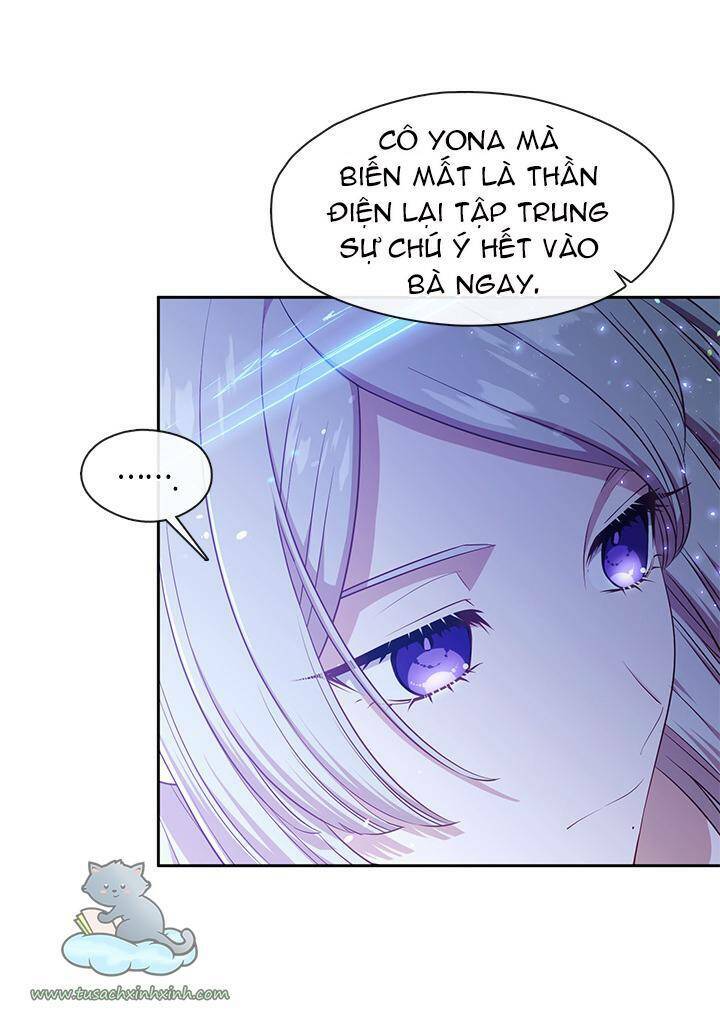 CÔ YONA MÀ
BIẾN MẤT LÀ THẦN
ĐIỆN LẠI TẬP TRUNG
SỰ CHÚ Ý HẾT VÀO
BÀ NGAY.
.......
www.tusachxinhxinh.com